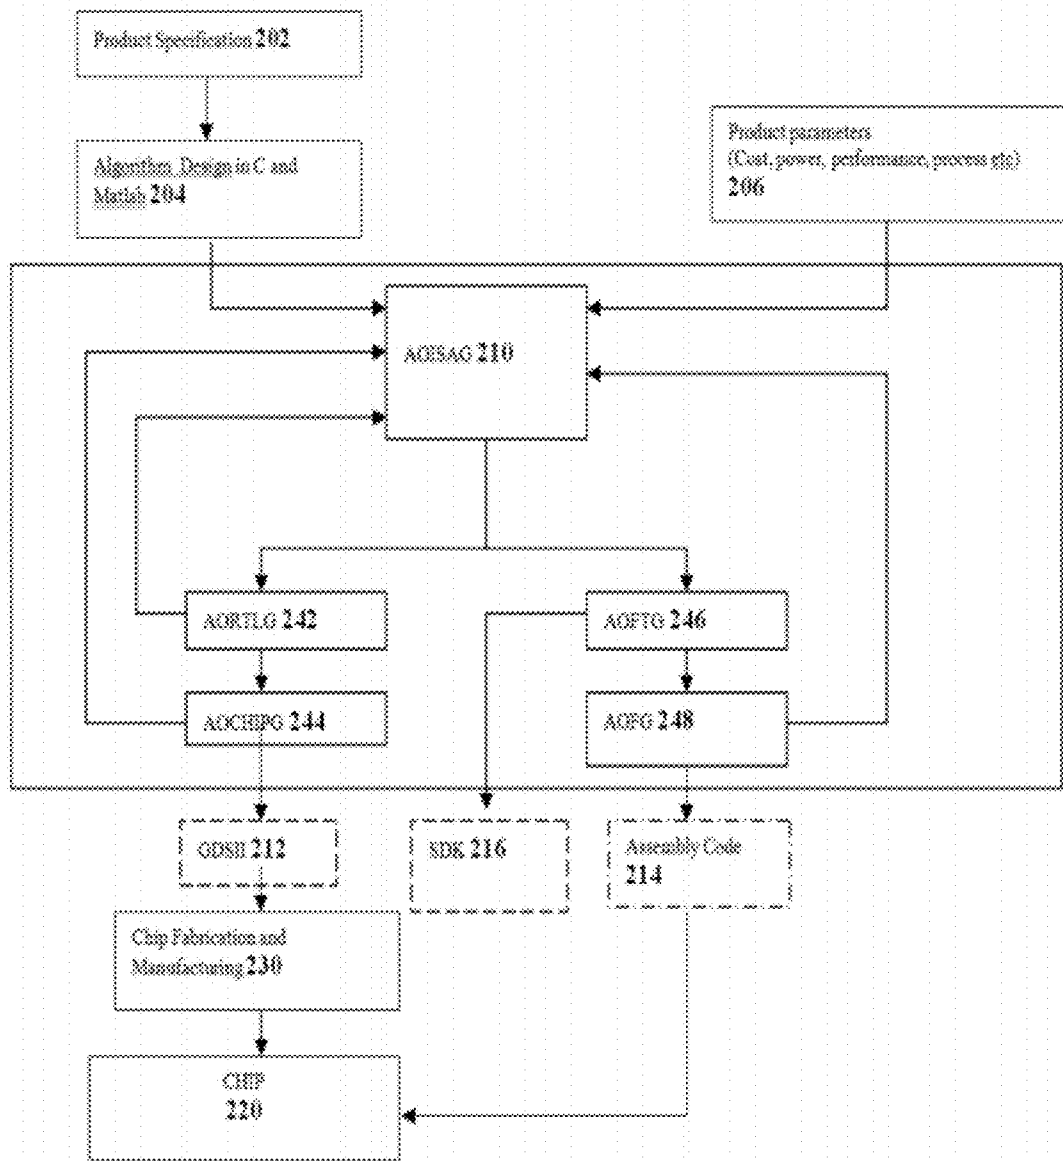 Product Specification 202
Product parameters
(Cost, power, performance, process etc)
206
Algorithm Design in C and
Matlab 204
AOISAG 210
AORTLG 242
AOFTG 246
AOCHIPG 244
AOFG 248
GDSII 212
SDK 216
Assembly Code
214
Chip Fabrication and
Manufacturing 230
CHIP
220